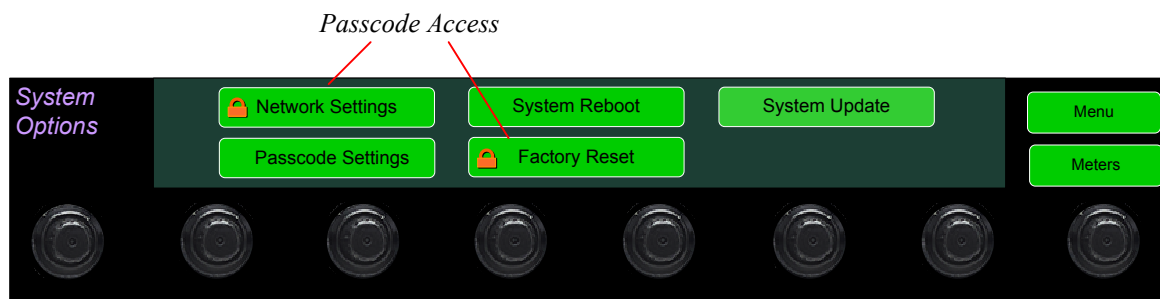 Passcode Access
System
Options
Network Settings
System Reboot
System Update
Menu
Passcode Settings
Factory Reset
Meters